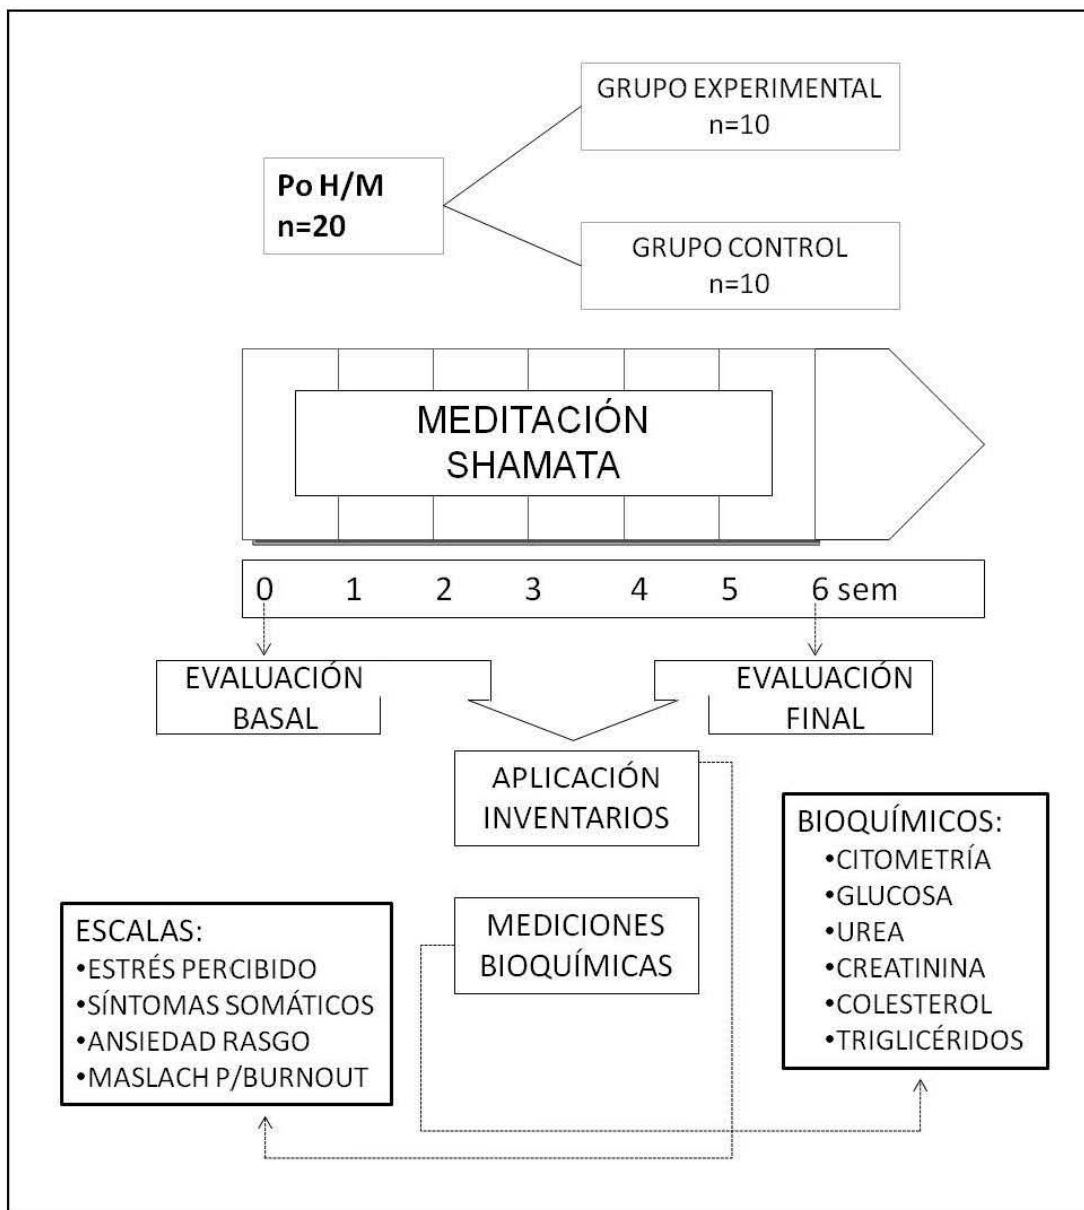 GRUPO EXPERIMENTAL
n=10
Po H/M
n=20
GRUPO CONTROL
n=10
MEDITACIÓN
SHAMATA
0 1 2 3 4 5 6 sem
EVALUACIÓN
BASAL
EVALUACIÓN
FINAL
APLICACIÓN
INVENTARIOS
MEDICIONES
BIOQUÍMICAS
ESCALAS:
•ESTRÉS PERCIBIDO
•SÍNTOMAS SOMÁTICOS
•ANSIEDAD RASGO
•MASLACH P/BURNOUT
BIOQUÍMICOS:
•CITOMETRÍA
•GLUCOSA
•UREA
•CREATININA
•COLESTEROL
•TRIGLICÉRIDOS